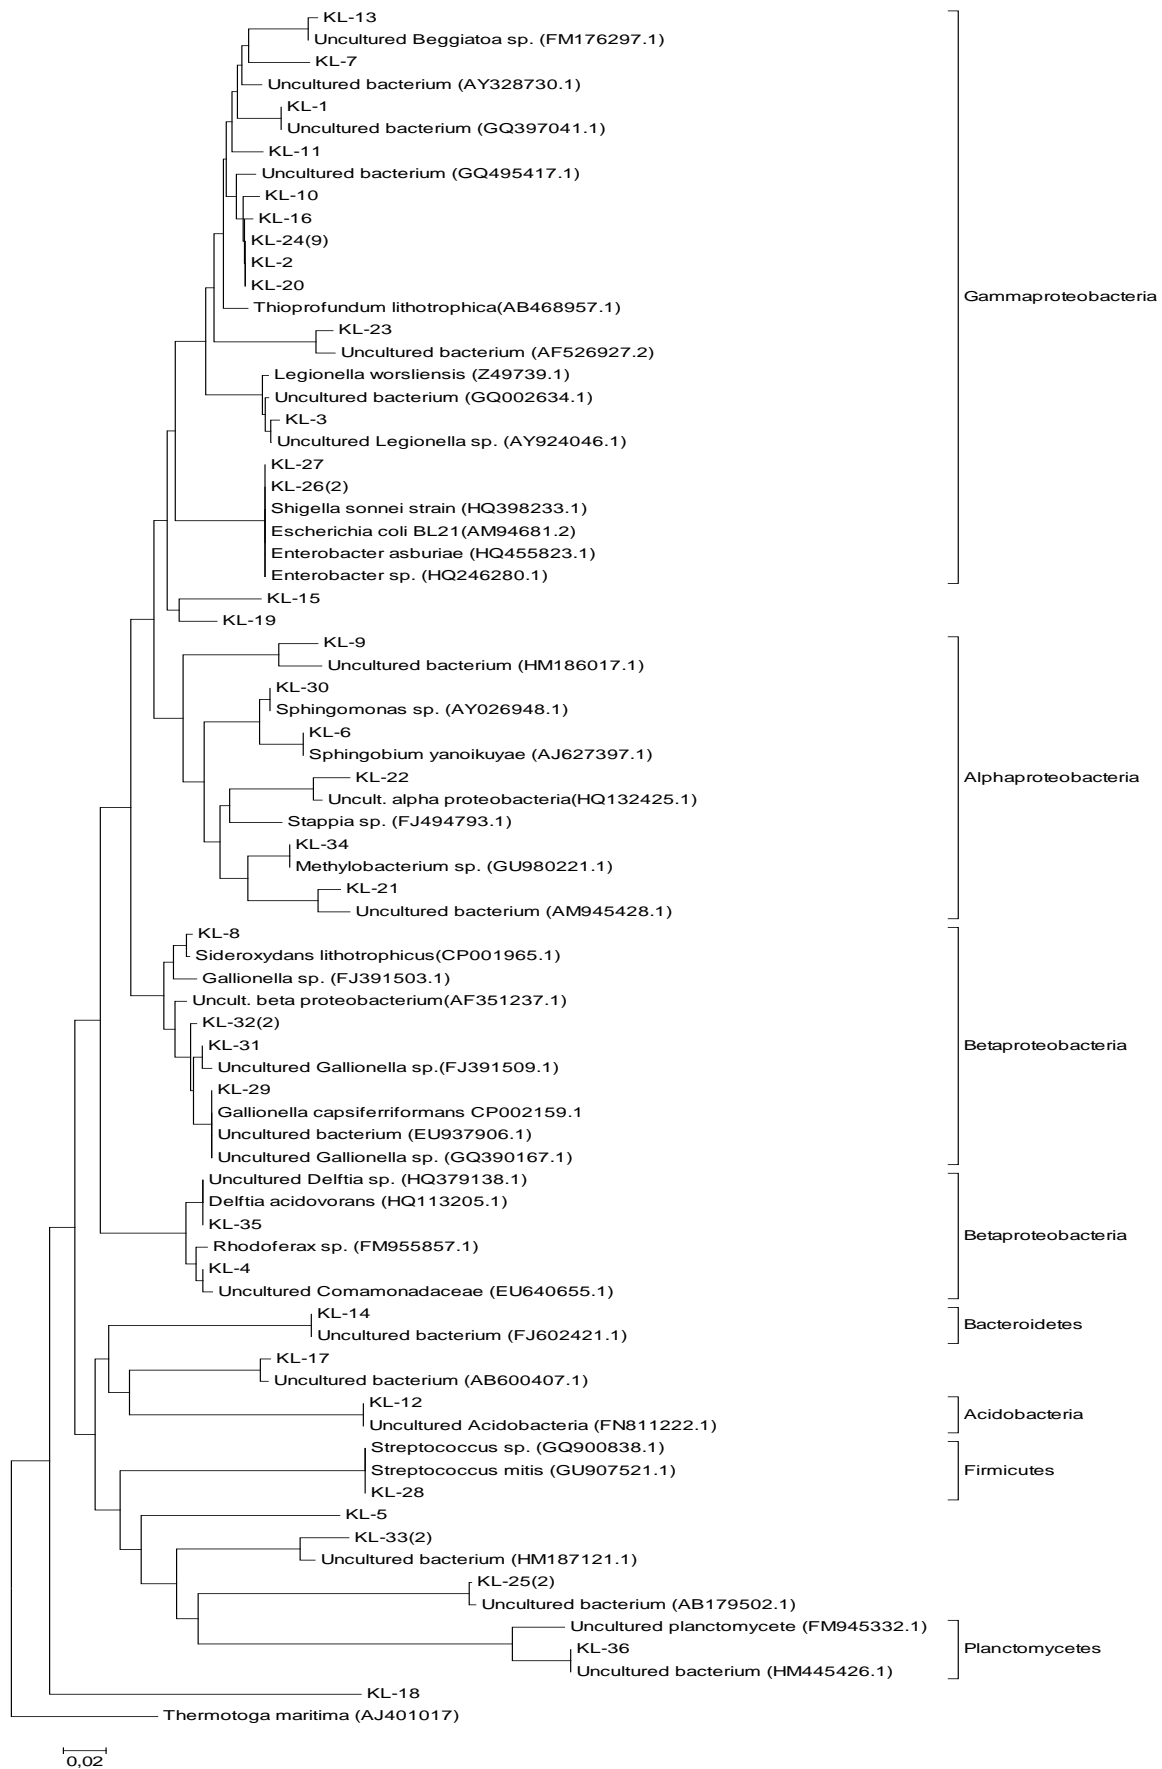 KL-13
Uncultured Beggiatoa sp. (FM176297.1)
KL-7
Uncultured bacterium (AY328730.1)
KL-1
Uncultured bacterium (GQ397041.1)
KL-11
Uncultured bacterium (GQ495417.1)
KL-10
KL-16
KL-24(9)
KL-2
KL-20
Thioprofundum lithotrophica(AB468957.1)
KL-23
Uncultured bacterium (AF526927.2)
Legionella worsliensis (Z49739.1)
Uncultured bacterium (GQ002634.1)
KL-3
Uncultured Legionella sp. (AY924046.1)
KL-27
KL-26(2)
Shigella sonnei strain (HQ398233.1)
Escherichia coli BL21(AM94681.2)
Enterobacter asburiae (HQ455823.1)
Enterobacter sp. (HQ246280.1)
Gammaproteobacteria
KL-15
KL-19
KL-9
Uncultured bacterium (HM186017.1)
KL-30
Sphingomonas sp. (AY026948.1)
KL-6
Sphingobium yanoikuyae (AJ627397.1)
KL-22
Uncult. alpha proteobacteria(HQ132425.1)
Stappia sp. (FJ494793.1)
KL-34
Methylobacterium sp. (GU980221.1)
KL-21
Uncultured bacterium (AM945428.1)
Alphaproteobacteria
KL-8
Sideroxydans lithotrophicus(CP001965.1)
Gallionella sp. (FJ391503.1)
Uncult. beta proteobacterium(AF351237.1)
KL-32(2)
KL-31
Uncultured Gallionella sp.(FJ391509.1)
KL-29
Gallionella capsiferriformans CP002159.1
Uncultured bacterium (EU937906.1)
Uncultured Gallionella sp. (GQ390167.1)
Betaproteobacteria
Uncultured Delftia sp. (HQ379138.1)
Delftia acidovorans (HQ113205.1)
KL-35
Rhodoferax sp. (FM955857.1)
KL-4
Uncultured Comamonadaceae (EU640655.1)
Betaproteobacteria
KL-14
Uncultured bacterium (FJ602421.1)
Bacteroidetes
KL-17
Uncultured bacterium (AB600407.1)
KL-12
Uncultured Acidobacteria (FN811222.1)
Acidobacteria
Streptococcus sp. (GQ900838.1)
Streptococcus mitis (GU907521.1)
KL-28
Firmicutes
KL-5
KL-33(2)
Uncultured bacterium (HM187121.1)
KL-25(2)
Uncultured bacterium (AB179502.1)
Uncultured planctomycete (FM945332.1)
KL-36
Uncultured bacterium (HM445426.1)
Planctomycetes
KL-18
Thermotoga maritima (AJ401017)
0,02